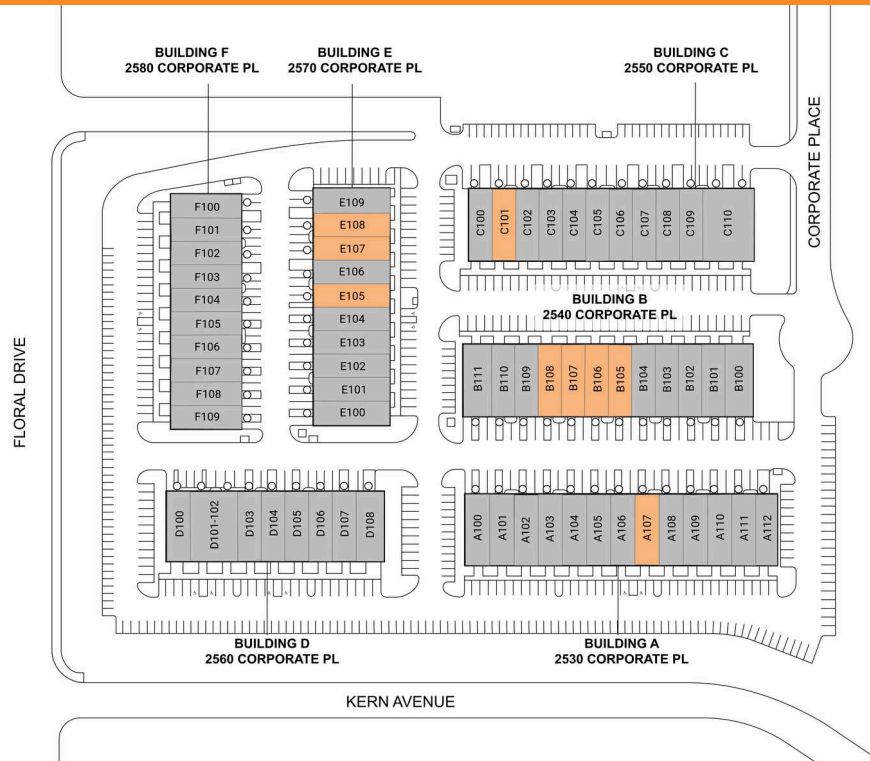 BUILDING F
2580 CORPORATE PL
BUILDING E
2570 CORPORATE PL
BUILDING C
2550 CORPORATE PL
CORPORATE PLACE
F100
F101
F102
F103
F104
F105
F106
F107
F108
F109
E109
E108
E107
E106
E105
E104
E103
E102
E101
E100
C100
C101
C102
C103
C104
C105
C106
C107
C108
C109
C110
BUILDING B
2540 CORPORATE PL
B111
B110
B109
B108
B107
B106
B105
B104
B103
B102
B101
B100
FLORAL DRIVE
D100
D101-102
D103
D104
D105
D106
D107
D108
A100
A101
A102
A103
A104
A105
A106
A107
A108
A109
A110
A111
A112
BUILDING D
2560 CORPORATE PL
BUILDING A
2530 CORPORATE PL
KERN AVENUE